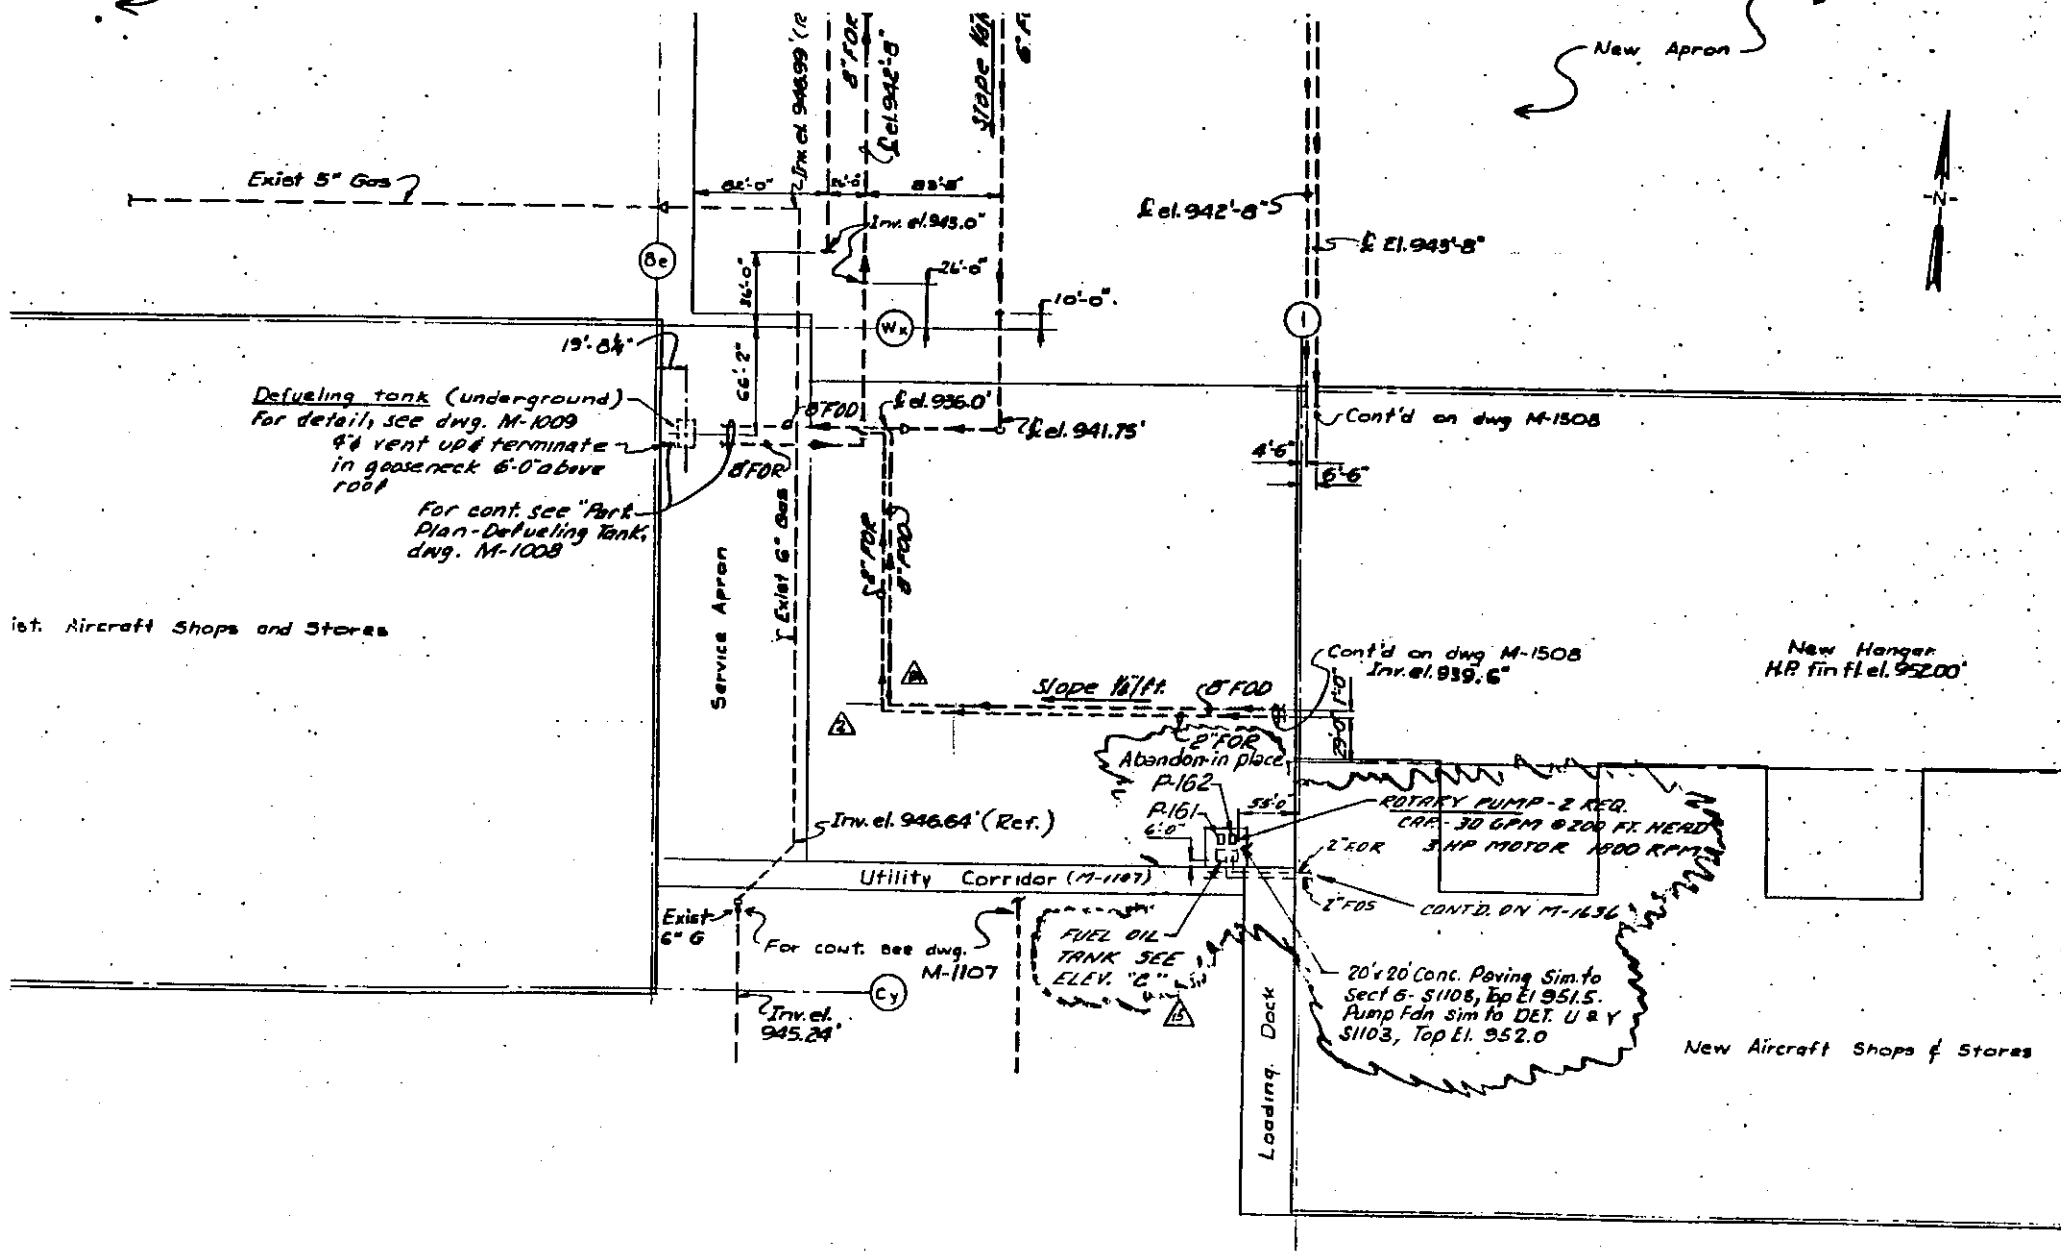 New Apron
Inv. el. 946.99' (R
8" FOR
₤ el. 942'-8"
Slope
6" F
Exist 5" Gas
82'-0"
83'-8"
₤ el. 942'-8"
₤ El. 943'-8"
-N-
Inv. el. 943.0"
8e
36'-0"
26'-0"
10'-0"
Wx
1
19'-8¼"
66'-2"
Defueling tank (underground)
For detail, see dwg. M-1009
4"ϕ vent up & terminate
in gooseneck 6'-0" above
roof
8"FOD
₤ el. 936.0'
₤ el. 941.75'
Cont'd on dwg M-1508
8"FOR
4'-6"
6'-6"
For cont. see "Part
Plan-Defueling Tank,
dwg. M-1008
Exist 6" Gas
8" FOR
8" FOD
Service Apron
ist. Aircraft Shops and Stores
Cont'd on dwg M-1508
Inv. el. 939.6"
New Hangar
H.P. fin fl el. 952.00'
Slope 1/8"/ft.
8" FOD
1'-0"
29'-0"
2
2" FOR
Abandon in place
P-162
P-161
55'-0"
6'-0"
ROTARY PUMP - 2 REQ.
CAP. - 30 GPM @ 200 FT. HEAD
3 HP MOTOR 1800 RPM
Inv. el. 946.64' (Ref.)
2" FOR
Utility Corridor (M-1107)
2" FOS
CONT'D. ON M-1636
Exist
6" G
For cont. see dwg.
M-1107
FUEL OIL
TANK SEE
ELEV. "C"
15
Cy
Inv. el.
945.24'
20'x20' Conc. Paving Sim. to
Sect 6 - S1108, Top El 951.5.
Pump Fdn sim to DET. U & Y
S1103, Top El. 952.0
Loading Dock
New Aircraft Shops & Stores